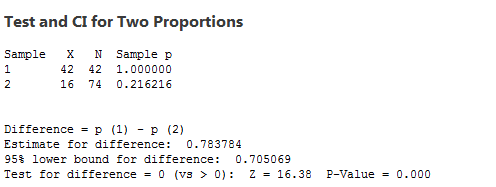 Test and CI for Two Proportions
Sample X N Sample p
1 42 42 1.000000
2 16 74 0.216216
Difference = p (1) - p (2)
Estimate for difference: 0.783784
95% lower bound for difference: 0.705069
Test for difference = 0 (vs > 0): Z = 16.38 P-Value = 0.000